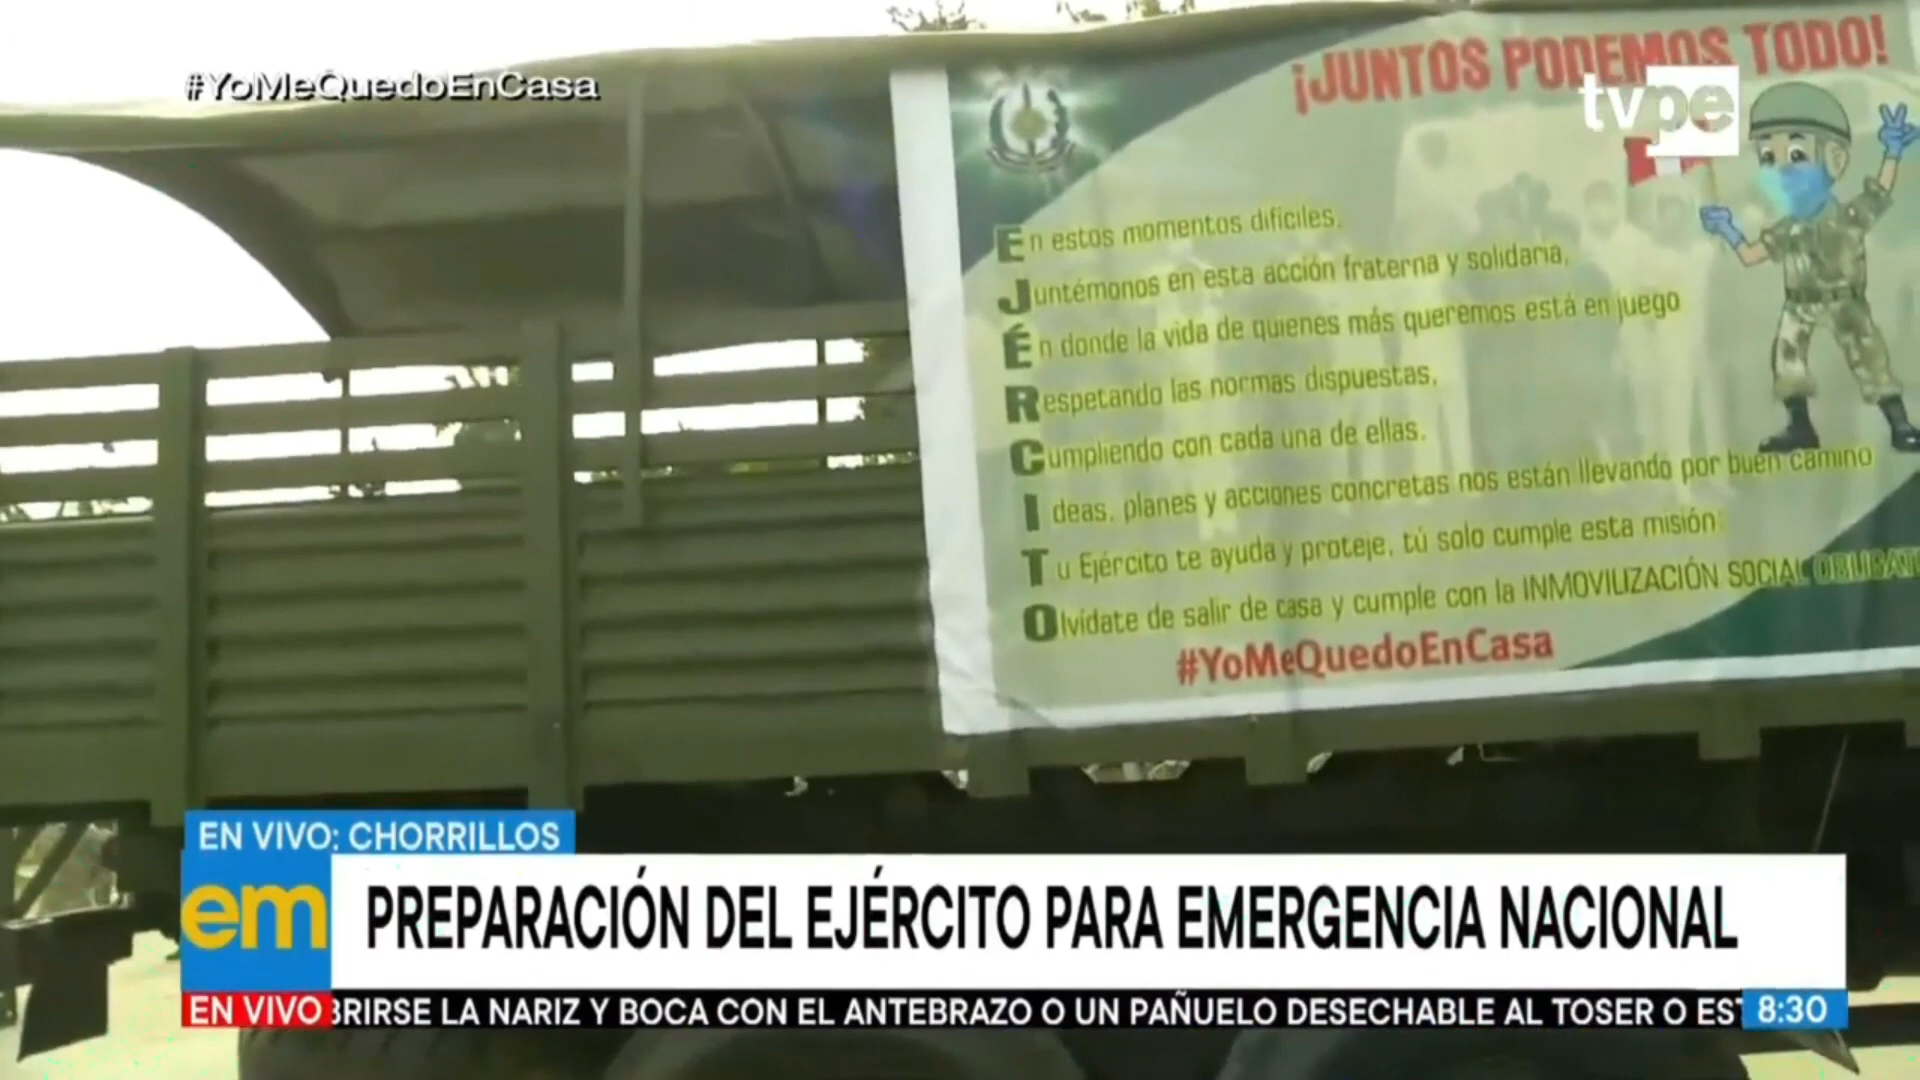 #YoMeQuedoEnCasa
¡JUNTOS PODEMOS TODO!
tvpe
En estos momentos difíciles,
Juntémonos en esta acción fraterna y solidaria,
Én donde la vida de quienes más queremos está en juego
Respetando las normas dispuestas,
Cumpliendo con cada una de ellas.
Ideas, planes y acciones concretas nos están llevando por buen camino
Tu Ejército te ayuda y proteje, tú solo cumple esta misión:
Olvídate de salir de casa y cumple con la INMOVILIZACIÓN SOCIAL OBLIGAT
#YoMeQuedoEnCasa
EN VIVO: CHORRILLOS
em
PREPARACIÓN DEL EJÉRCITO PARA EMERGENCIA NACIONAL
EN VIVO BRIRSE LA NARIZ Y BOCA CON EL ANTEBRAZO O UN PAÑUELO DESECHABLE AL TOSER O EST 8:30